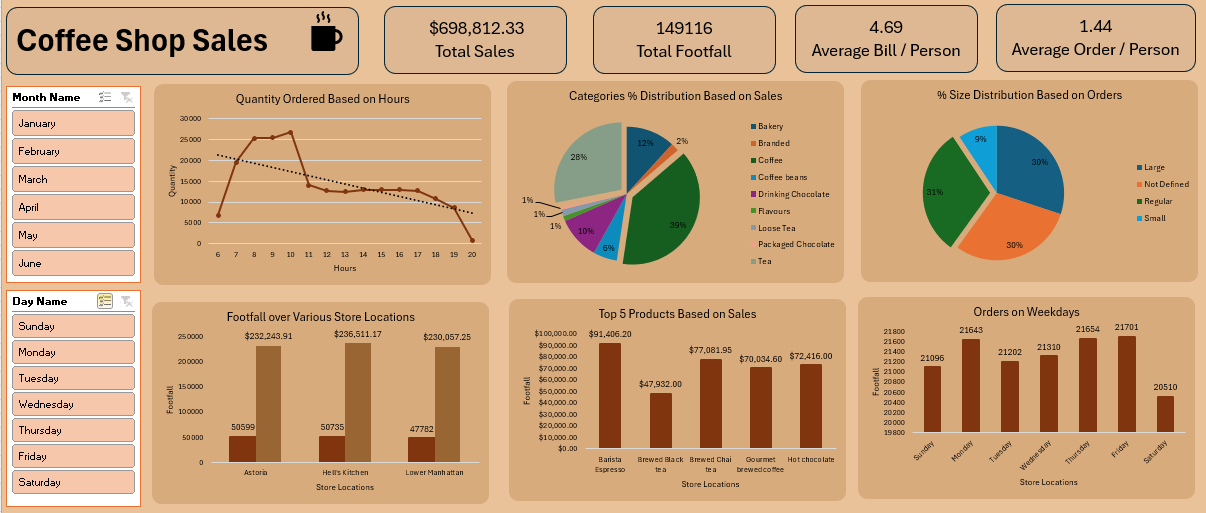 Coffee Shop Sales
$698,812.33
Total Sales
149116
Total Footfall
4.69
Average Bill / Person
1.44
Average Order / Person
Month Name
January
February
March
April
May
June
Day Name
Sunday
Monday
Tuesday
Wednesday
Thursday
Friday
Saturday
Quantity Ordered Based on Hours
30000
25000
20000
15000
10000
5000
0
Quantity
6 7 8 9 10 11 12 13 14 15 16 17 18 19 20
Hours
Categories % Distribution Based on Sales
12%
2%
39%
6%
10%
1%
1%
1%
28%
Bakery
Branded
Coffee
Coffee beans
Drinking Chocolate
Flavours
Loose Tea
Packaged Chocolate
Tea
% Size Distribution Based on Orders
9%
30%
31%
30%
Large
Not Defined
Regular
Small
Footfall over Various Store Locations
250000
200000
150000
100000
50000
0
Footfall
$232,243.91
$236,511.17
$230,057.25
50599
50735
47782
Astoria
Hell's Kitchen
Lower Manhattan
Store Locations
Top 5 Products Based on Sales
$100,000.00
$90,000.00
$80,000.00
$70,000.00
$60,000.00
$50,000.00
$40,000.00
$30,000.00
$20,000.00
$10,000.00
$0.00
Footfall
$91,406.20
$47,932.00
$77,081.95
$70,034.60
$72,416.00
Barista
Espresso
Brewed Black
tea
Brewed Chai
tea
Gourmet
brewed coffee
Hot chocolate
Store Locations
Orders on Weekdays
21800
21600
21400
21200
21000
20800
20600
20400
20200
20000
19800
Footfall
21096
21643
21202
21310
21654
21701
20510
Sunday
Monday
Tuesday
Wednesday
Thursday
Friday
Saturday
Store Locations